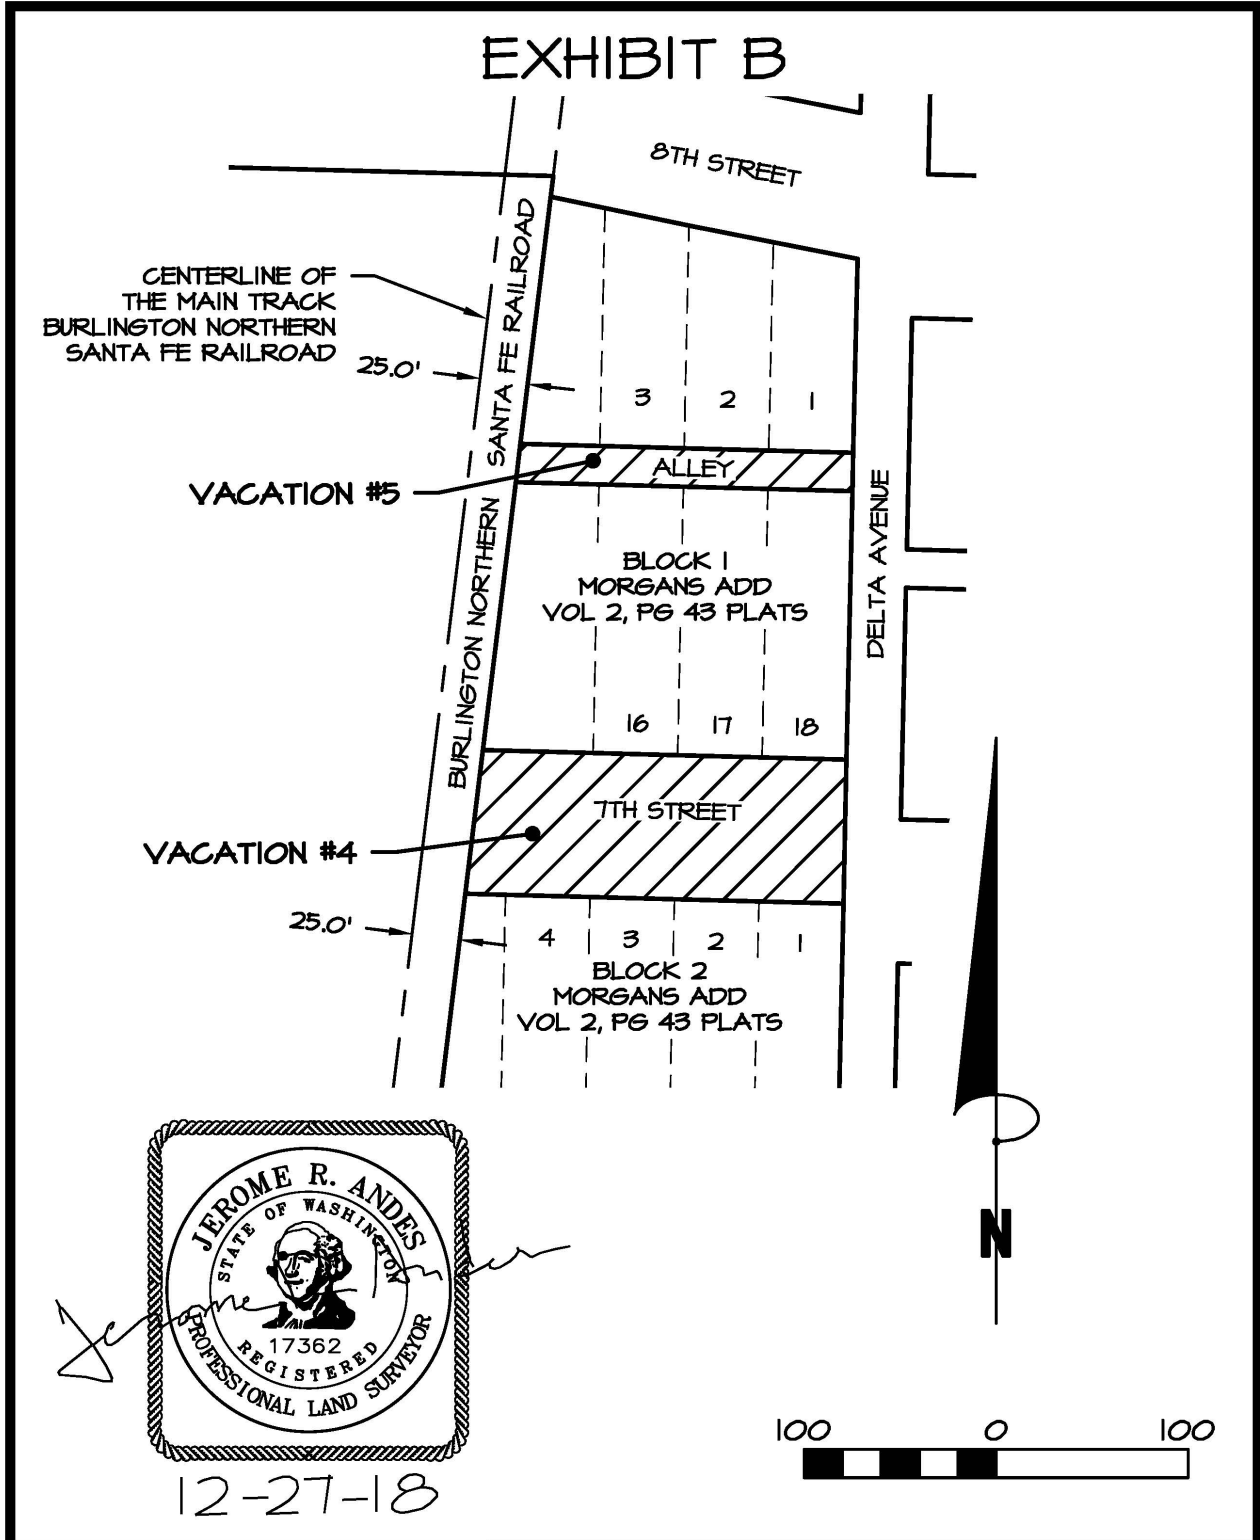 EXHIBIT B
8TH STREET
CENTERLINE OF
THE MAIN TRACK
BURLINGTON NORTHERN
SANTA FE RAILROAD
25.0'
BURLINGTON NORTHERN SANTA FE RAILROAD
3 2 1
ALLEY
VACATION #5
DELTA AVENUE
BLOCK 1
MORGANS ADD
VOL 2, PG 43 PLATS
16 17 18
7TH STREET
VACATION #4
25.0'
4 3 2 1
BLOCK 2
MORGANS ADD
VOL 2, PG 43 PLATS
N
JEROME R. ANDES
STATE OF WASHINGTON
17362
REGISTERED
PROFESSIONAL LAND SURVEYOR
Jerome Andes
12-27-18
100 0 100